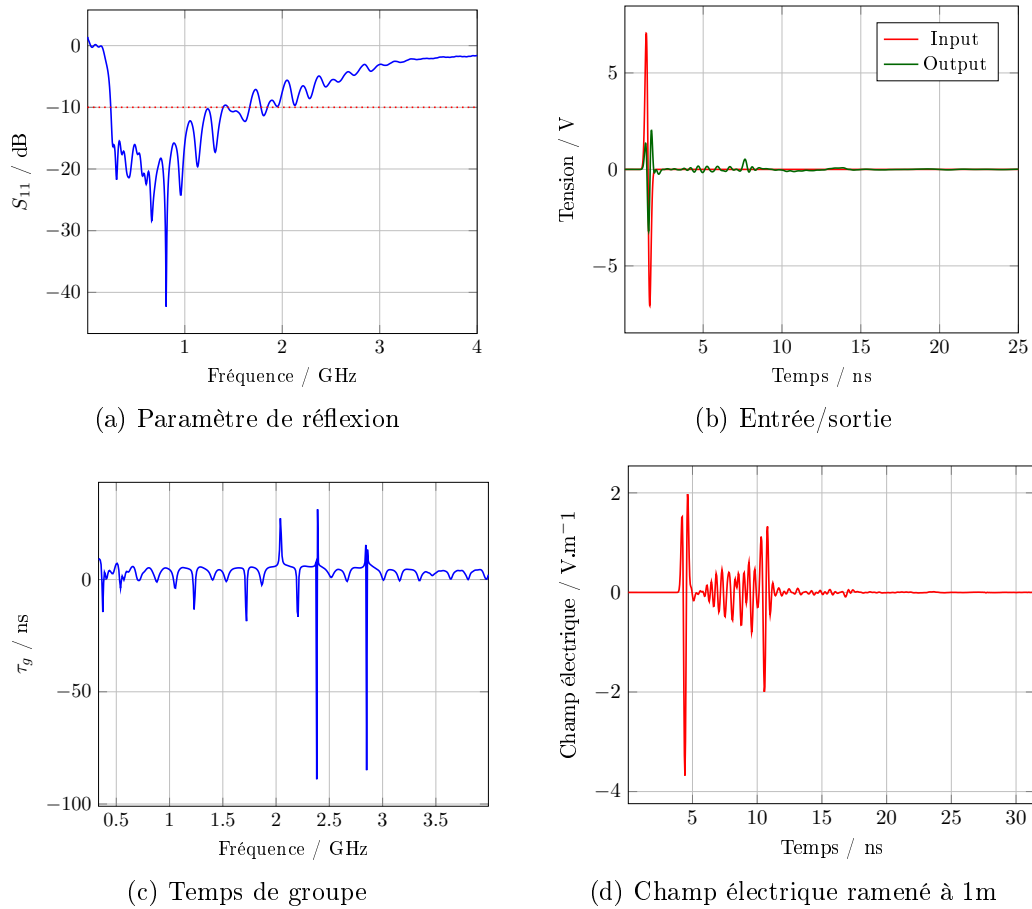 0
−10
−20
−30
−40
S₁₁ / dB
1 2 3 4
Fréquence / GHz
(a) Paramètre de réflexion
5
0
−5
Tension / V
Input
Output
5 10 15 20 25
Temps / ns
(b) Entrée/sortie
0
−50
−100
τ_g / ns
0.5 1 1.5 2 2.5 3 3.5
Fréquence / GHz
(c) Temps de groupe
2
0
−2
−4
Champ électrique / V.m⁻1
5 10 15 20 25 30
Temps / ns
(d) Champ électrique ramené à 1m